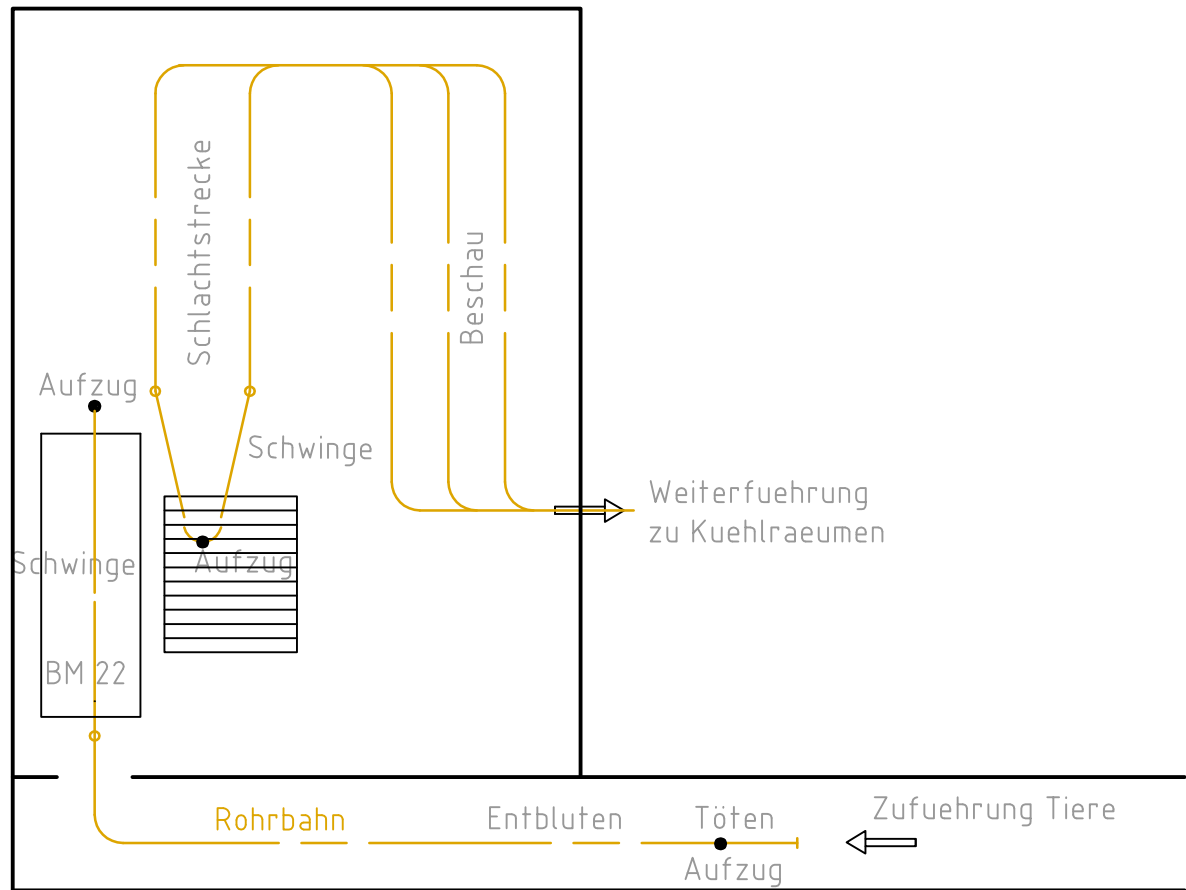 Schlachtstrecke
Beschau
Aufzug
Schwinge
Weiterfuehrung
zu Kuehlraeumen
Schwinge
Aufzug
BM 22
Zufuehrung Tiere
Rohrbahn
Entbluten
Töten
Aufzug